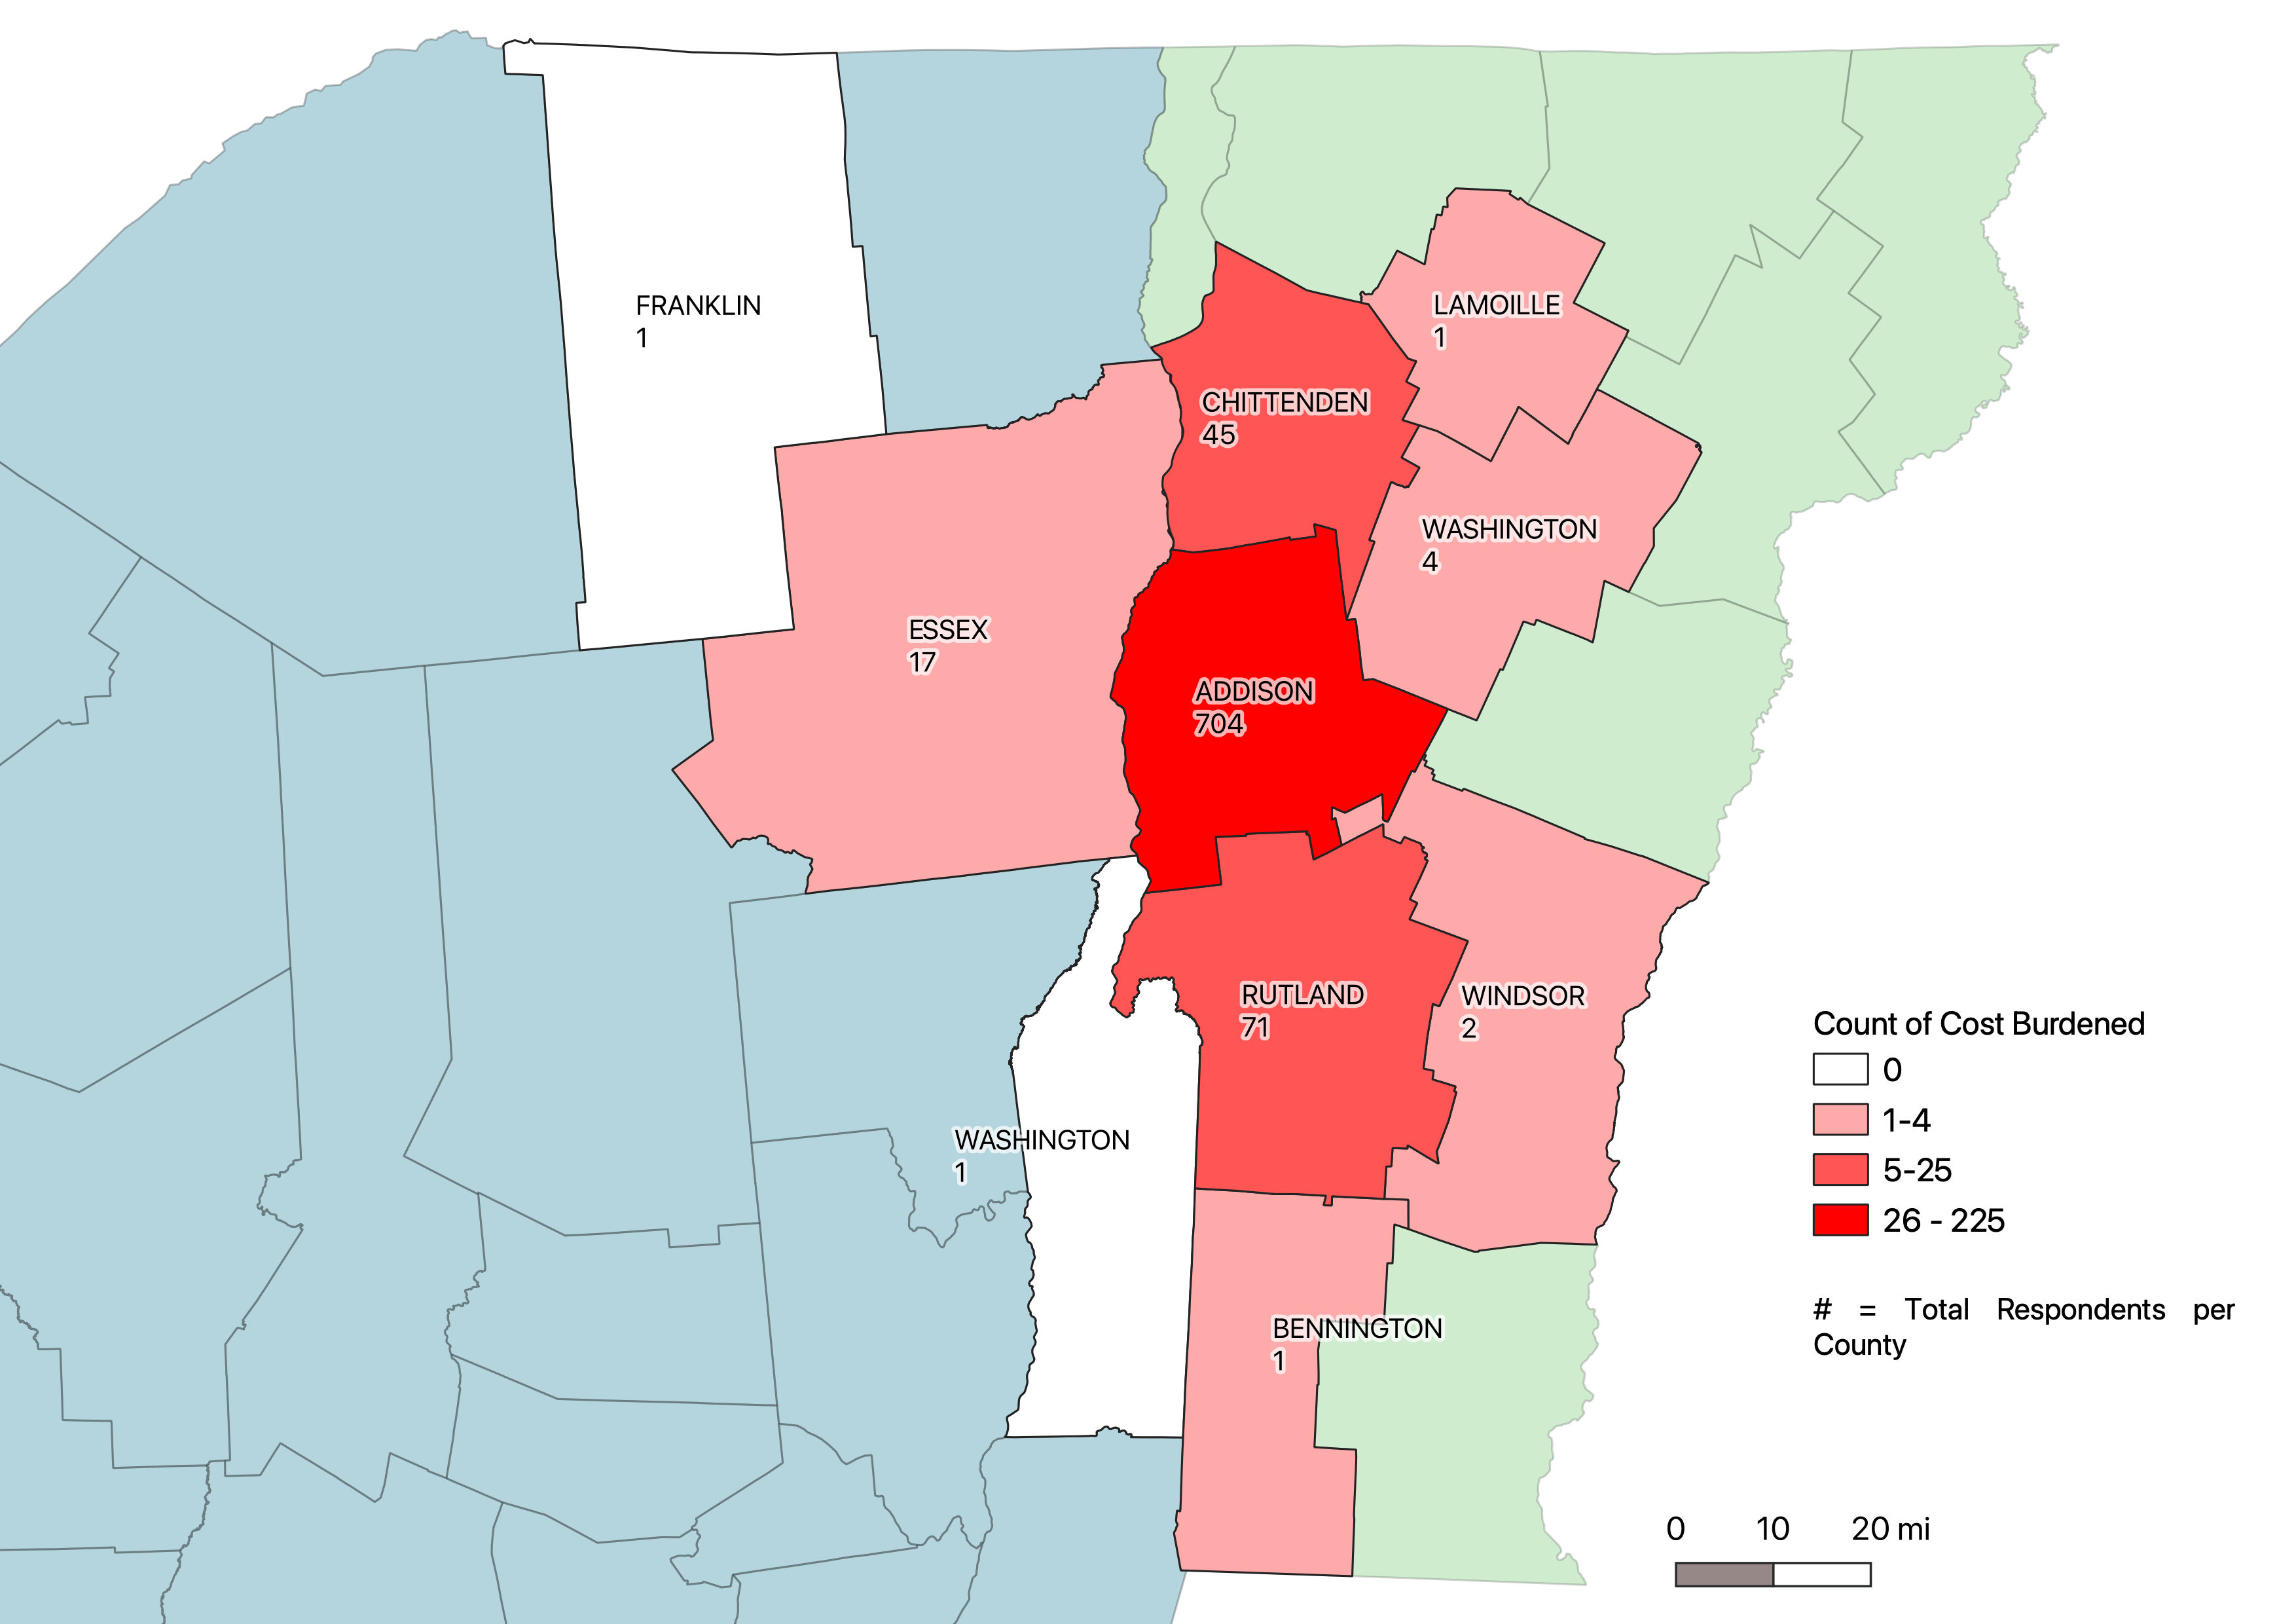 FRANKLIN
1
LAMOILLE
1
CHITTENDEN
45
WASHINGTON
4
ESSEX
17
ADDISON
704
RUTLAND
71
WINDSOR
2
WASHINGTON
1
BENNINGTON
1
Count of Cost Burdened
0
1-4
5-25
26 - 225
# = Total Respondents per
County
0 10 20 mi